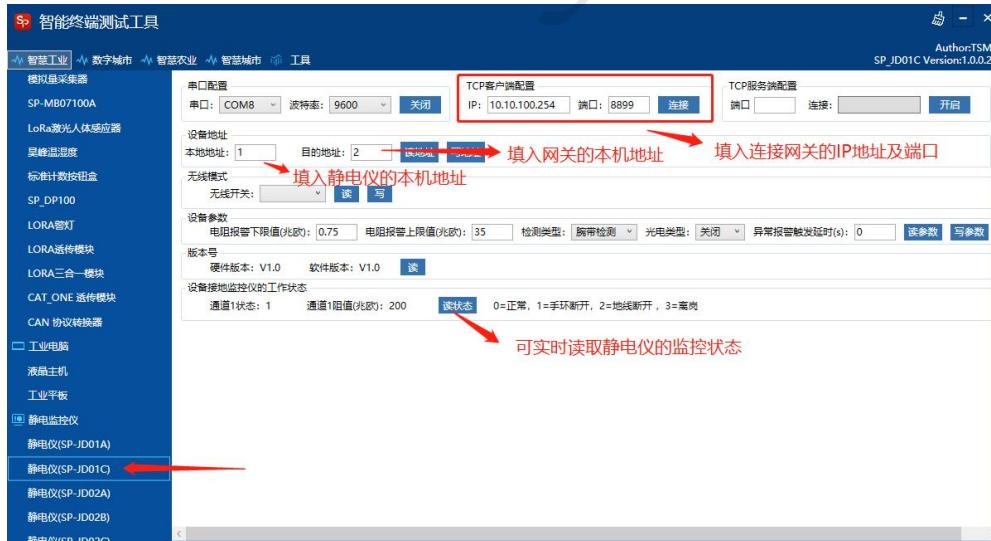 Sp 智能终端测试工具
Author:TSM
智慧工业 数字城市 智慧农业 智慧城市 工具
SP_JD01C Version:1.0.0.2
模拟量采集器
SP-MB07100A
LoRa激光人体感应器
昊峰温湿度
标准计数按钮盒
SP_DP100
LORA警灯
LORA透传模块
LORA三合一模块
CAT_ONE 透传模块
CAN 协议转换器
工业电脑
液晶主机
工业平板
静电监控仪
静电仪(SP-JD01A)
静电仪(SP-JD01C)
静电仪(SP-JD02A)
静电仪(SP-JD02B)
静电仪(SP-JD02C)
串口配置
串口: COM8 波特率: 9600 关闭
TCP客户端配置
IP: 10.10.100.254 端口: 8899 连接
TCP服务端配置
端口 连接: 开启
设备地址
本地地址: 1 目的地址: 2 读地址 写地址
填入网关的本机地址
填入连接网关的IP地址及端口
填入静电仪的本机地址
无线模式
无线开关: 读 写
设备参数
电阻报警下限值(兆欧): 0.75 电阻报警上限值(兆欧): 35 检测类型: 腕带检测 光电类型: 关闭 异常报警触发延时(s): 0 读参数 写参数
版本号
硬件版本: V1.0 软件版本: V1.0 读
设备接地监控仪的工作状态
通道1状态: 1 通道1阻值(兆欧): 200 读状态 0=正常, 1=手环断开, 2=地线断开 , 3=离岗
可实时读取静电仪的监控状态